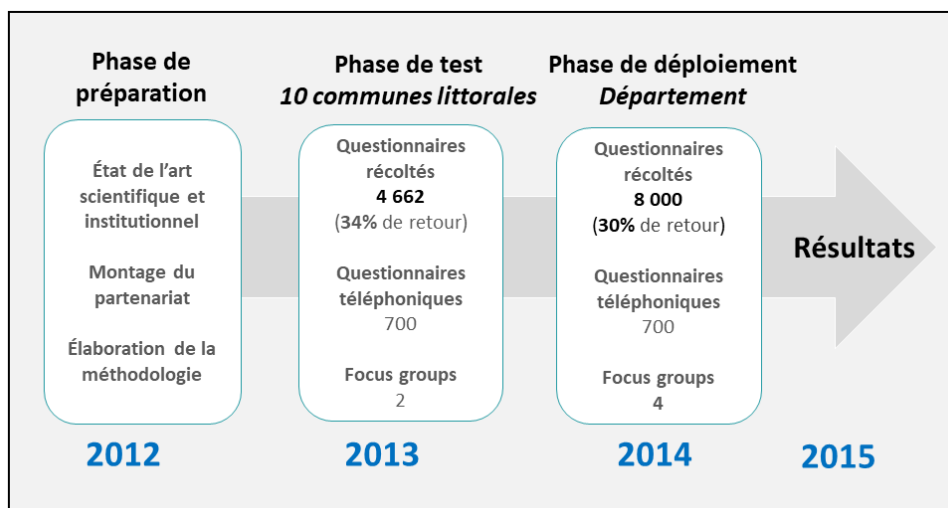 Phase de
préparation
État de l’art
scientifique et
institutionnel
Montage du
partenariat
Élaboration de la
méthodologie
2012
Phase de test
10 communes littorales
Questionnaires
récoltés
4 662
(34% de retour)
Questionnaires
téléphoniques
700
Focus groups
2
2013
Phase de déploiement
Département
Questionnaires
récoltés
8 000
(30% de retour)
Questionnaires
téléphoniques
700
Focus groups
4
2014
Résultats
2015